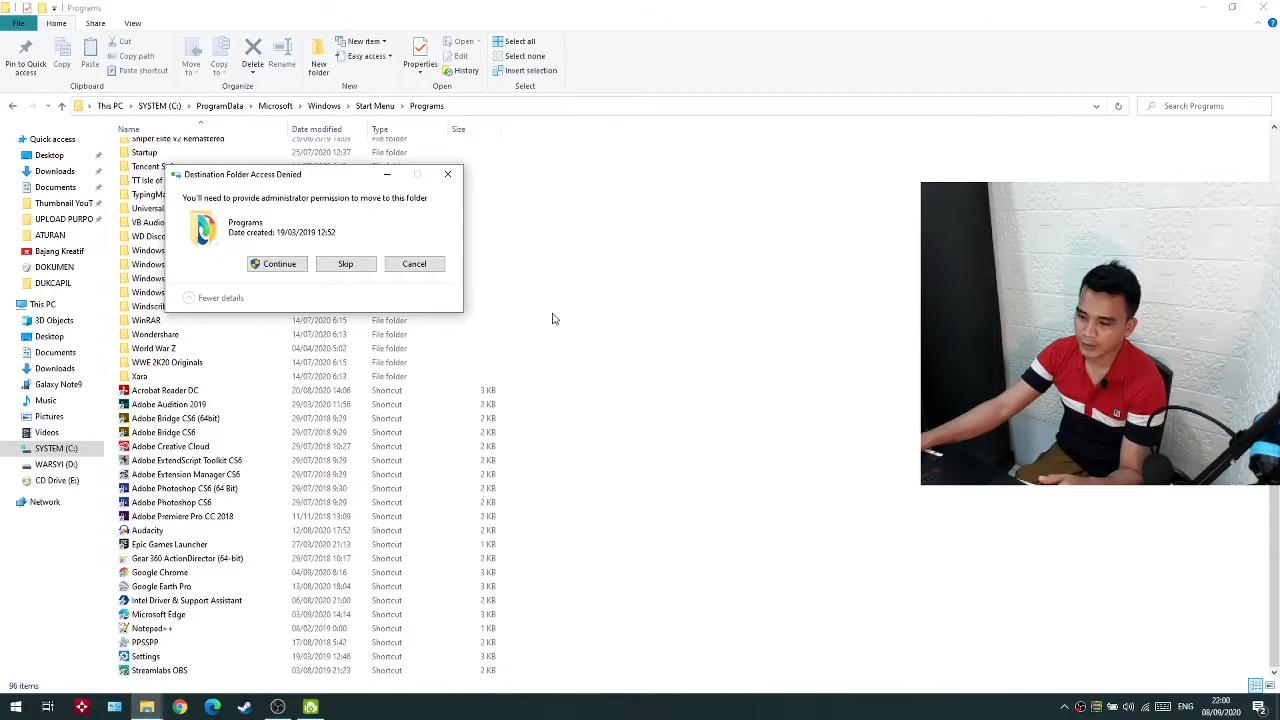 Programs
File
Home
Share
View
Pin to Quick access
Copy
Paste
Cut
Copy path
Paste shortcut
Clipboard
Move to
Copy to
Delete
Rename
Organize
New folder
New item
Easy access
New
Properties
Open
Edit
History
Open
Select all
Select none
Invert selection
Select
This PC > SYSTEM (C:) > ProgramData > Microsoft > Windows > Start Menu > Programs
Search Programs
Name Date modified Type Size
Quick access
Desktop
Downloads
Documents
Thumbnail YouT
UPLOAD PURPO
ATURAN
Bajang Kreatif
DOKUMEN
DUKCAPIL
This PC
3D Objects
Desktop
Documents
Downloads
Galaxy Note9
Music
Pictures
Videos
SYSTEM (C:)
WARSYI (D:)
CD Drive (E:)
Network
Sniper Elite V2 Remastered 25/09/2019 13:03 File folder
Startup 25/07/2020 12:37 File folder
Tencent
TT Isle of
TypingMa
Universal
VB Audio
WD Disco
Windows
Windows
Windows
Windscri
Destination Folder Access Denied
You'll need to provide administrator permission to move to this folder
Programs
Date created: 19/03/2019 12:52
Continue
Skip
Cancel
Fewer details
WinRAR 14/07/2020 6:15 File folder
Wondershare 14/07/2020 6:13 File folder
World War Z 04/04/2020 5:02 File folder
WWE 2K20 Originals 14/07/2020 6:15 File folder
Xara 14/07/2020 6:13 File folder
Acrobat Reader DC 20/08/2020 14:06 Shortcut 3 KB
Adobe Audition 2019 29/03/2020 11:56 Shortcut 2 KB
Adobe Bridge CS6 (64bit) 29/07/2018 9:29 Shortcut 2 KB
Adobe Bridge CS6 29/07/2018 9:29 Shortcut 2 KB
Adobe Creative Cloud 29/07/2018 10:27 Shortcut 2 KB
Adobe ExtendScript Toolkit CS6 29/07/2018 9:29 Shortcut 2 KB
Adobe Extension Manager CS6 29/07/2018 9:29 Shortcut 2 KB
Adobe Photoshop CS6 (64 Bit) 29/07/2018 9:30 Shortcut 2 KB
Adobe Photoshop CS6 29/07/2018 9:29 Shortcut 2 KB
Adobe Premiere Pro CC 2018 11/11/2018 13:09 Shortcut 2 KB
Audacity 12/08/2020 17:52 Shortcut 2 KB
Epic Games Launcher 27/03/2020 21:13 Shortcut 1 KB
Gear 360 ActionDirector (64-bit) 29/07/2018 10:17 Shortcut 2 KB
Google Chrome 04/09/2020 8:16 Shortcut 3 KB
Google Earth Pro 13/08/2020 18:04 Shortcut 3 KB
Intel Driver & Support Assistant 06/08/2020 21:00 Shortcut 2 KB
Microsoft Edge 03/09/2020 14:14 Shortcut 3 KB
Notepad++ 08/02/2019 0:00 Shortcut 1 KB
PPSSPP 17/08/2018 5:42 Shortcut 2 KB
Settings 19/03/2019 12:46 Shortcut 3 KB
Streamlabs OBS 03/08/2019 21:23 Shortcut 2 KB
96 items
ENG
22:00
08/09/2020